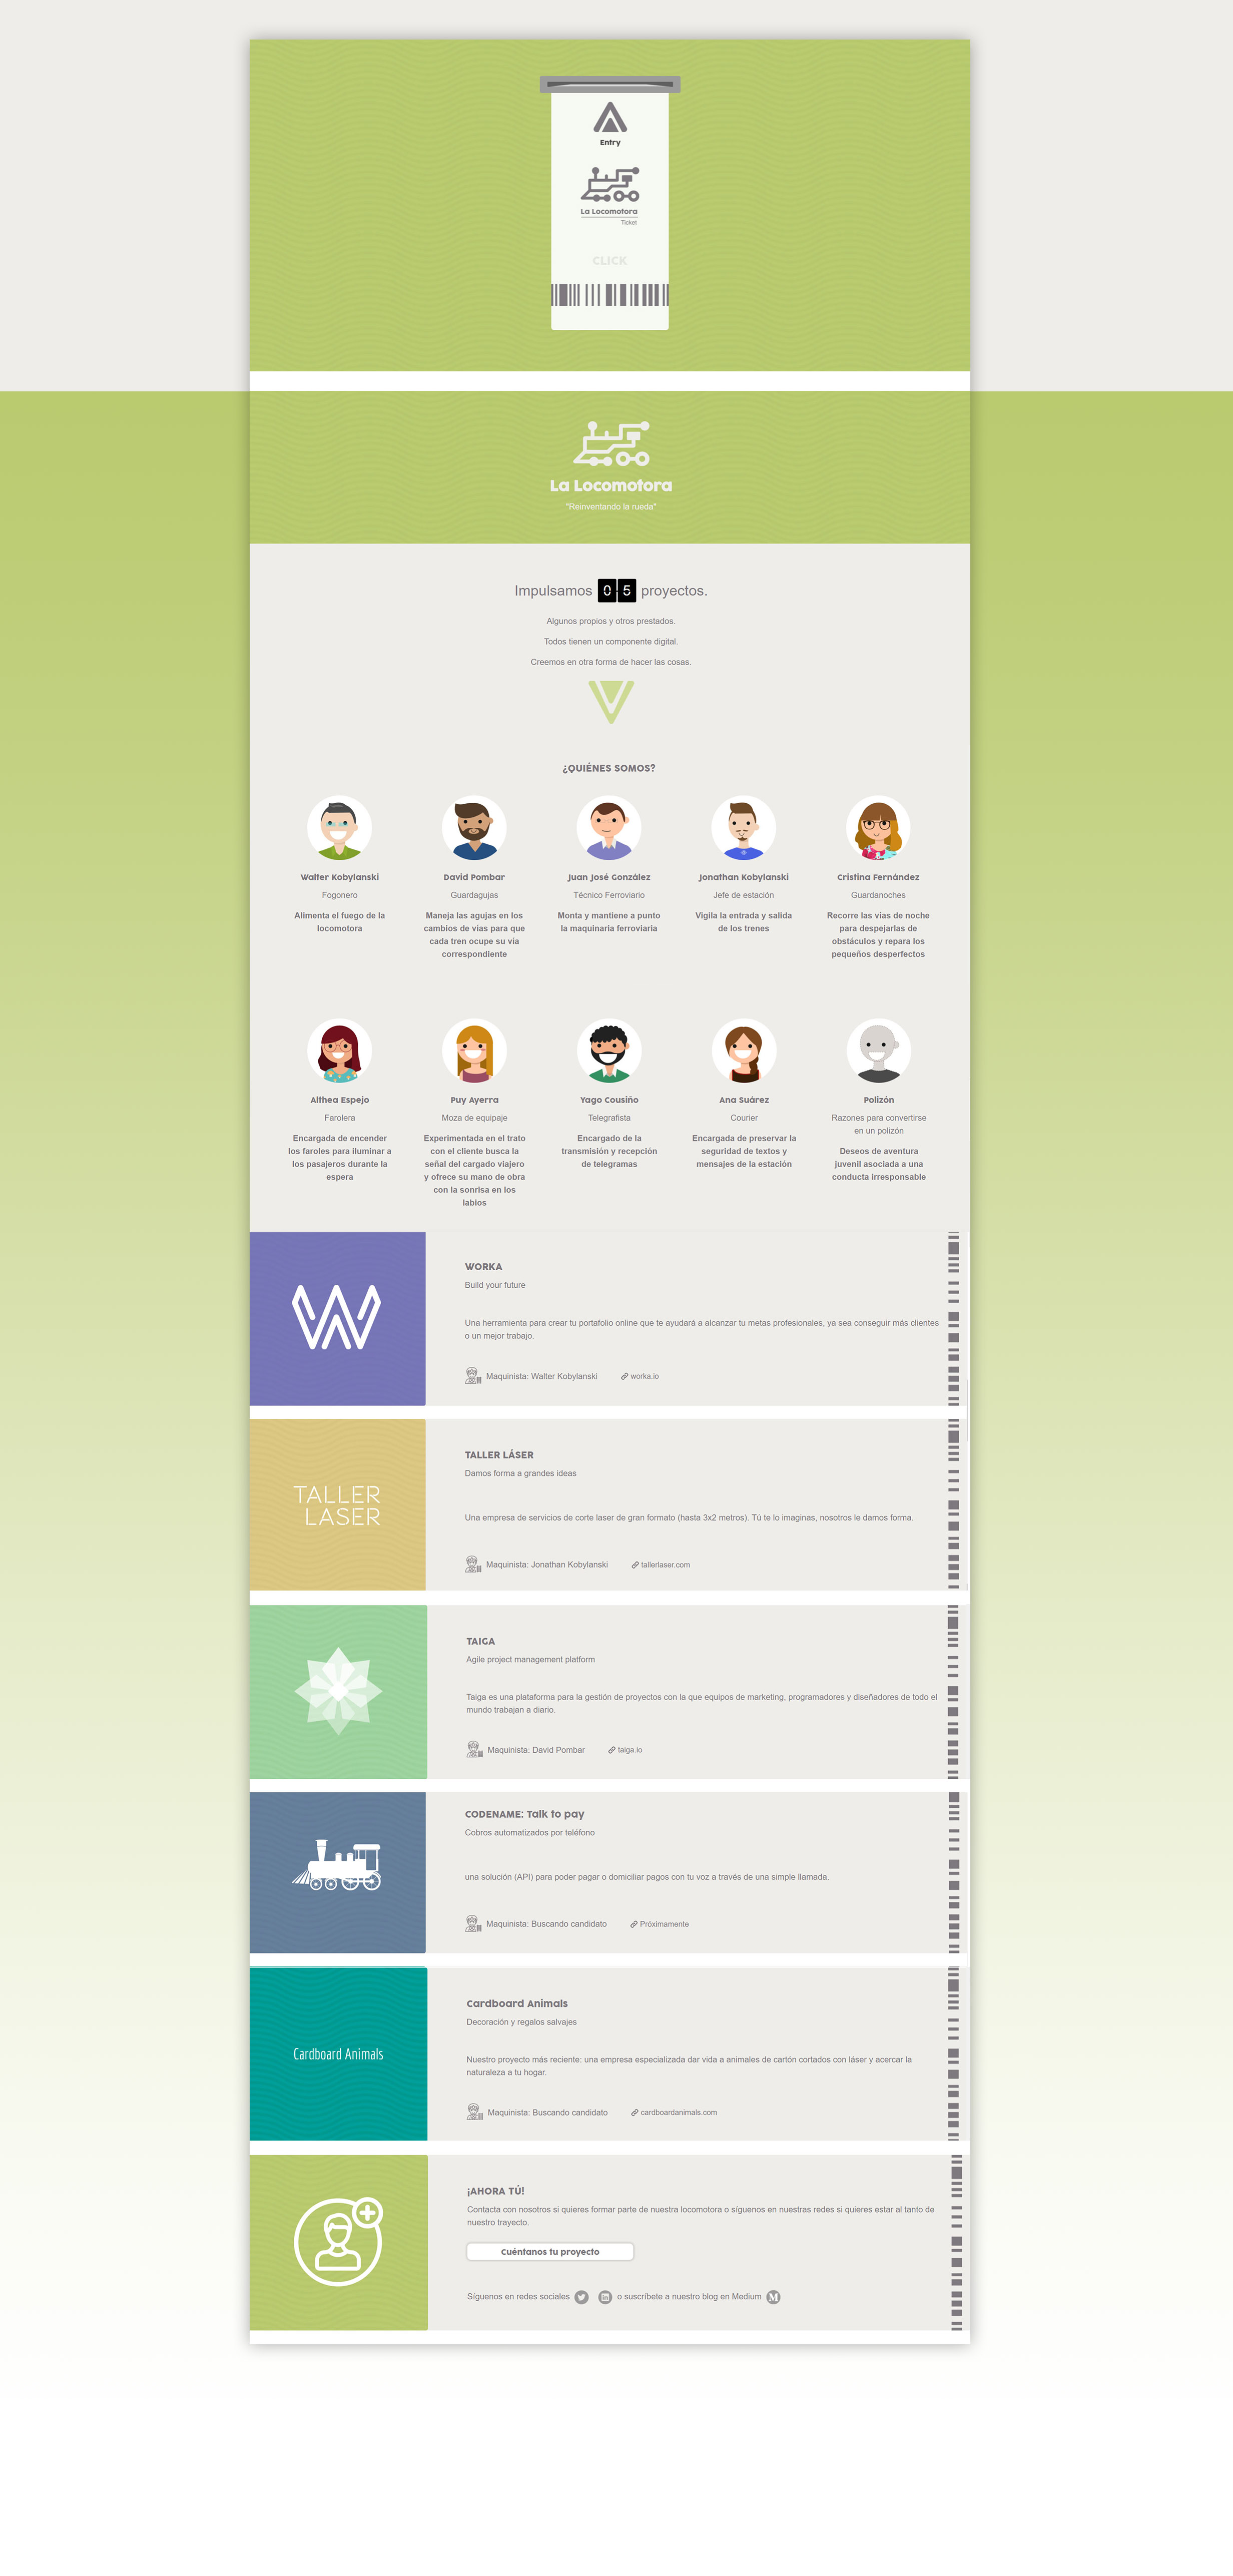 Entry
La Locomotora
Ticket
CLICK
La Locomotora
"Reinventando la rueda"
Impulsamos 05 proyectos.
Algunos propios y otros prestados.
Todos tienen un componente digital.
Creemos en otra forma de hacer las cosas.
¿QUIÉNES SOMOS?
Walter Kobylanski
Fogonero
Alimenta el fuego de la
locomotora
David Pombar
Guardagujas
Maneja las agujas en los
cambios de vías para que
cada tren ocupe su vía
correspondiente
Juan José González
Técnico Ferroviario
Monta y mantiene a punto
la maquinaria ferroviaria
Jonathan Kobylanski
Jefe de estación
Vigila la entrada y salida
de los trenes
Cristina Fernández
Guardanoches
Recorre las vías de noche
para despejarlas de
obstáculos y repara los
pequeños desperfectos
Althea Espejo
Farolera
Encargada de encender
los faroles para iluminar a
los pasajeros durante la
espera
Puy Ayerra
Moza de equipaje
Experimentada en el trato
con el cliente busca la
señal del cargado viajero
y ofrece su mano de obra
con la sonrisa en los
labios
Yago Cousiño
Telegrafista
Encargado de la
transmisión y recepción
de telegramas
Ana Suárez
Courier
Encargada de preservar la
seguridad de textos y
mensajes de la estación
Polizón
Razones para convertirse
en un polizón
Deseos de aventura
juvenil asociada a una
conducta irresponsable
WORKA
Build your future
Una herramienta para crear tu portafolio online que te ayudará a alcanzar tu metas profesionales, ya sea conseguir más clientes
o un mejor trabajo.
Maquinista: Walter Kobylanski worka.io
TALLER
LASER
TALLER LÁSER
Damos forma a grandes ideas
Una empresa de servicios de corte laser de gran formato (hasta 3x2 metros). Tú te lo imaginas, nosotros le damos forma.
Maquinista: Jonathan Kobylanski tallerlaser.com
TAIGA
Agile project management platform
Taiga es una plataforma para la gestión de proyectos con la que equipos de marketing, programadores y diseñadores de todo el
mundo trabajan a diario.
Maquinista: David Pombar taiga.io
CODENAME: Talk to pay
Cobros automatizados por teléfono
una solución (API) para poder pagar o domiciliar pagos con tu voz a través de una simple llamada.
Maquinista: Buscando candidato Próximamente
Cardboard Animals
Cardboard Animals
Decoración y regalos salvajes
Nuestro proyecto más reciente: una empresa especializada dar vida a animales de cartón cortados con láser y acercar la
naturaleza a tu hogar.
Maquinista: Buscando candidato cardboardanimals.com
¡AHORA TÚ!
Contacta con nosotros si quieres formar parte de nuestra locomotora o síguenos en nuestras redes si quieres estar al tanto de
nuestro trayecto.
Cuéntanos tu proyecto
Síguenos en redes sociales o suscríbete a nuestro blog en Medium